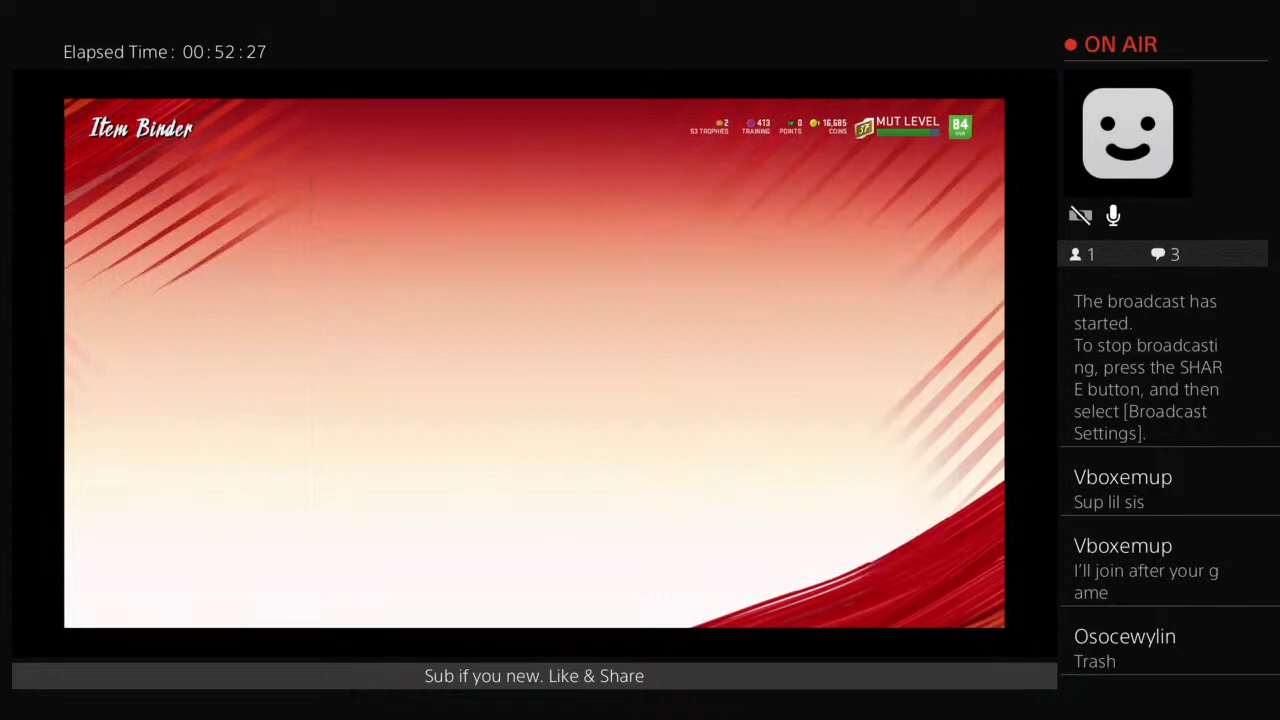 Elapsed Time: 00:52:27
ON AIR
Item Binder
2
S3 TROPHIES
413
TRAINING
0
POINTS
16,685
COINS
MUT LEVEL
84
OVR
37
1
3
The broadcast has
started.
To stop broadcasti
ng, press the SHAR
E button, and then
select [Broadcast
Settings].
Vboxemup
Sup lil sis
Vboxemup
I'll join after your g
ame
Osocewylin
Trash
Sub if you new. Like & Share